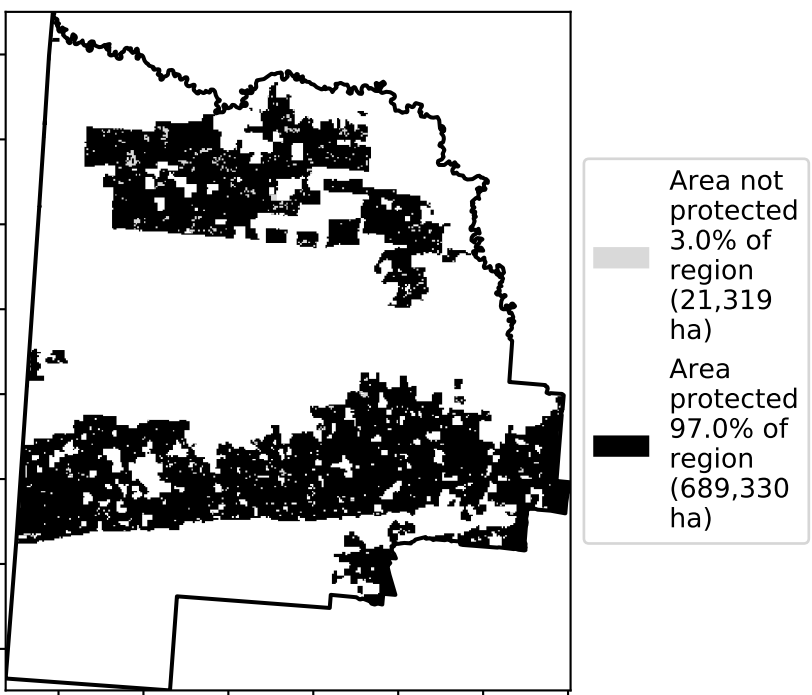 Area not
protected
3.0% of
region
(21,319
ha)
Area
protected
97.0% of
region
(689,330
ha)